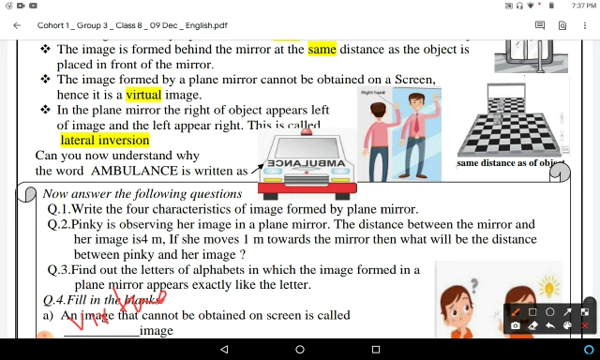 7:37 PM
Cohort 1 _ Group 3 _ Class 8 _ 09 Dec _ English.pdf
❖ The image is formed behind the mirror at the same distance as the object is
placed in front of the mirror.
❖ The image formed by a plane mirror cannot be obtained on a Screen,
hence it is a virtual image.
❖ In the plane mirror the right of object appears left
of image and the left appear right. This is called
lateral inversion
Right hand
Can you now understand why
the word AMBULANCE is written as
AMBULANCE
same distance as of object
Now answer the following questions
Q.1.Write the four characteristics of image formed by plane mirror.
Q.2.Pinky is observing her image in a plane mirror. The distance between the mirror and
her image is4 m, If she moves 1 m towards the mirror then what will be the distance
between pinky and her image ?
Q.3.Find out the letters of alphabets in which the image formed in a
plane mirror appears exactly like the letter.
Q.4.Fill in the blanks
a) An image that cannot be obtained on screen is called
____________image